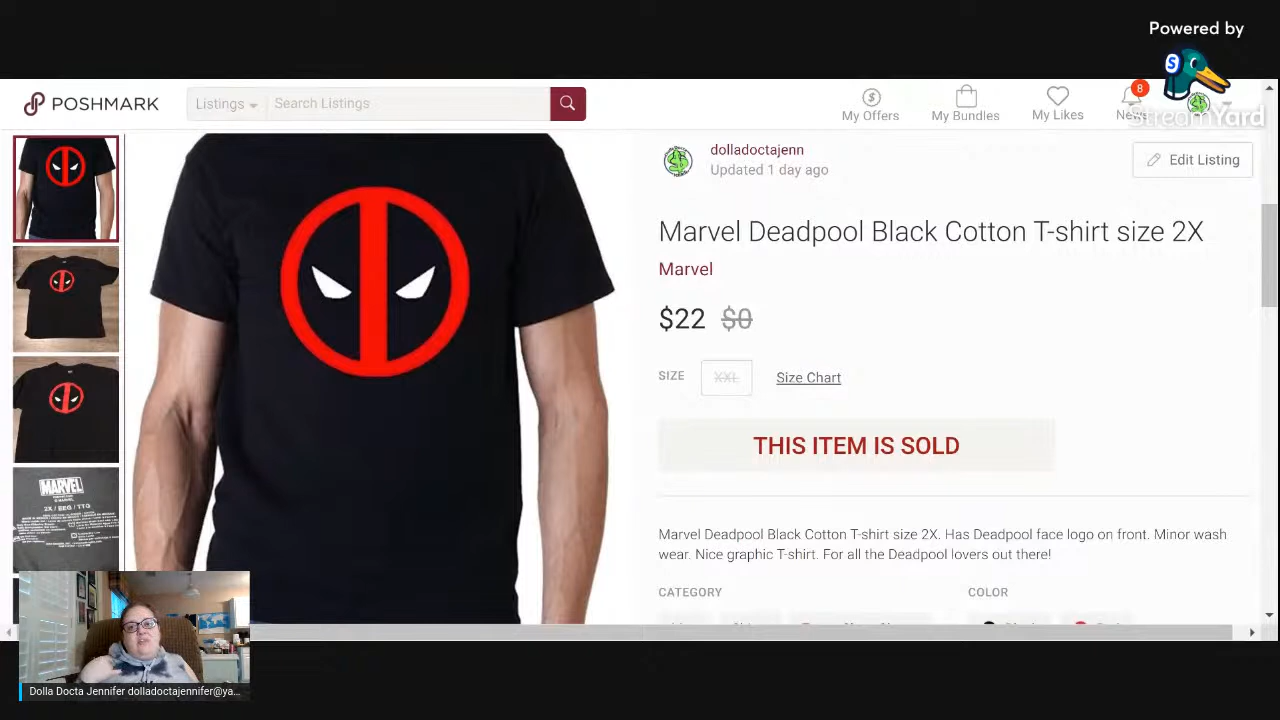 Powered by
StreamYard
POSHMARK
Listings
Search Listings
My Offers
My Bundles
My Likes
8
dolladoctajenn
Updated 1 day ago
Edit Listing
Marvel Deadpool Black Cotton T-shirt size 2X
Marvel
$22 $0
SIZE XXL Size Chart
THIS ITEM IS SOLD
Marvel Deadpool Black Cotton T-shirt size 2X. Has Deadpool face logo on front. Minor wash
wear. Nice graphic T-shirt. For all the Deadpool lovers out there!
CATEGORY
COLOR
MARVEL
2X / EEG / TTG
Dolla Docta Jennifer dolladoctajennifer@ya...